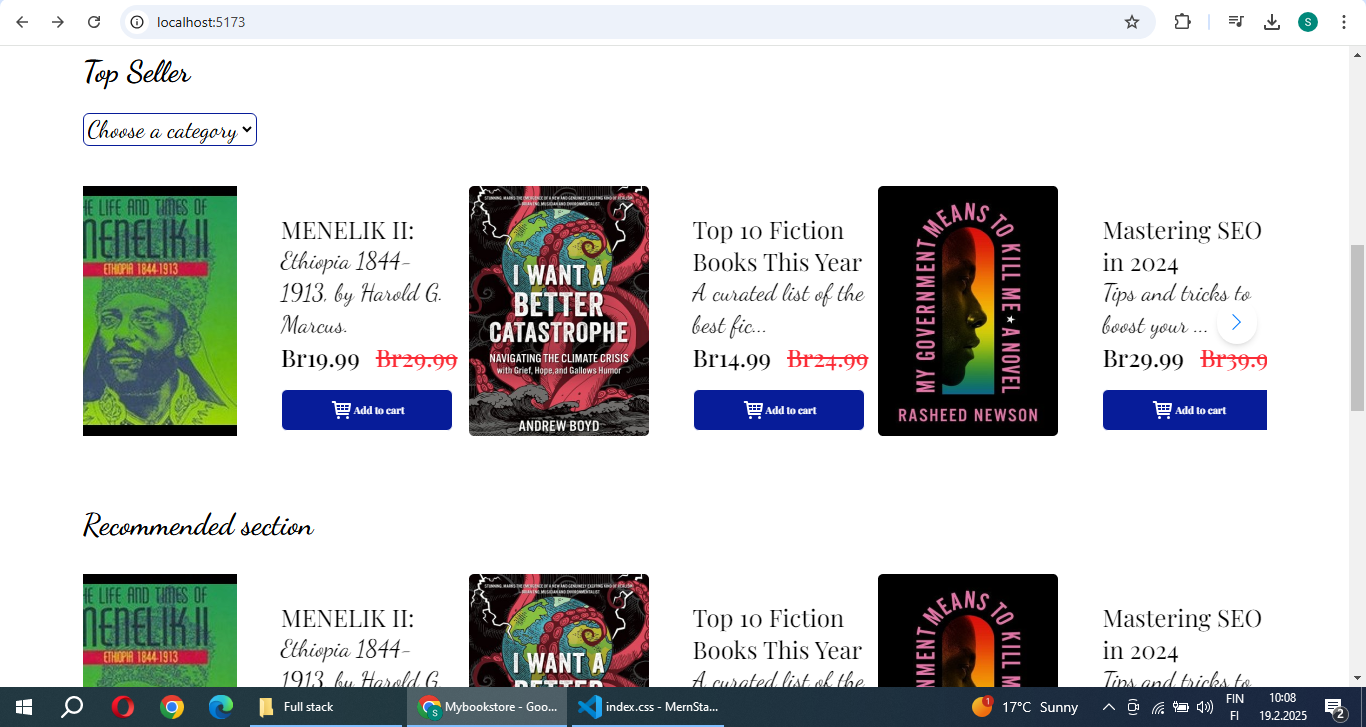 localhost:5173
S
Top Seller
Choose a category
HE LIFE AND TIMES OF
MENELIK II
ETHIOPIA 1844-1913
MENELIK II:
Ethiopia 1844-
1913, by Harold G.
Marcus.
Br19.99 Br29.99
Add to cart
I WANT A
BETTER
CATASTROPHE
NAVIGATING THE CLIMATE CRISIS
with Grief, Hope, and Gallows Humor
ANDREW BOYD
Top 10 Fiction
Books This Year
A curated list of the
best fic...
Br14.99 Br24.99
Add to cart
MY GOVERNMENT MEANS TO KILL ME ★ A NOVEL
RASHEED NEWSON
Mastering SEO
in 2024
Tips and tricks to
boost your ...
Br29.99 Br39.9
Add to cart
Recommended section
HE LIFE AND TIMES OF
MENELIK II
ETHIOPIA 1844-1913
MENELIK II:
Ethiopia 1844-
1913, by Harold G.
I WANT A
BETTER
Top 10 Fiction
Books This Year
A curated list of the
NMENT MEANS TO KILL M
Mastering SEO
in 2024
Tips and tricks to
Full stack
S
Mybookstore - Goo...
index.css - MernSta...
1
17°C Sunny
FIN
FI
10:08
19.2.2025
2